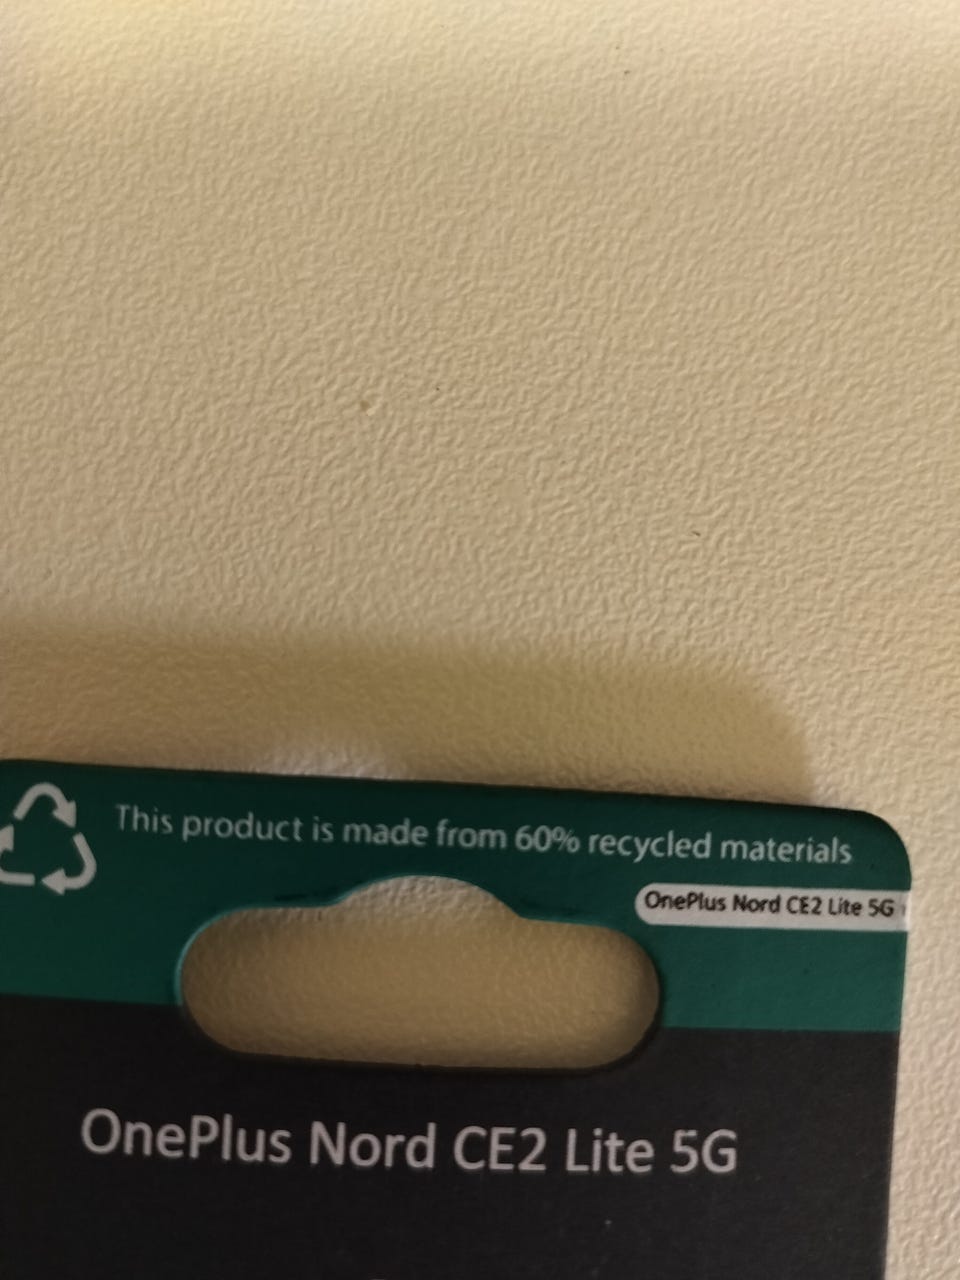 This product is made from 60% recycled materials
OnePlus Nord CE2 Lite 5G
OnePlus Nord CE2 Lite 5G